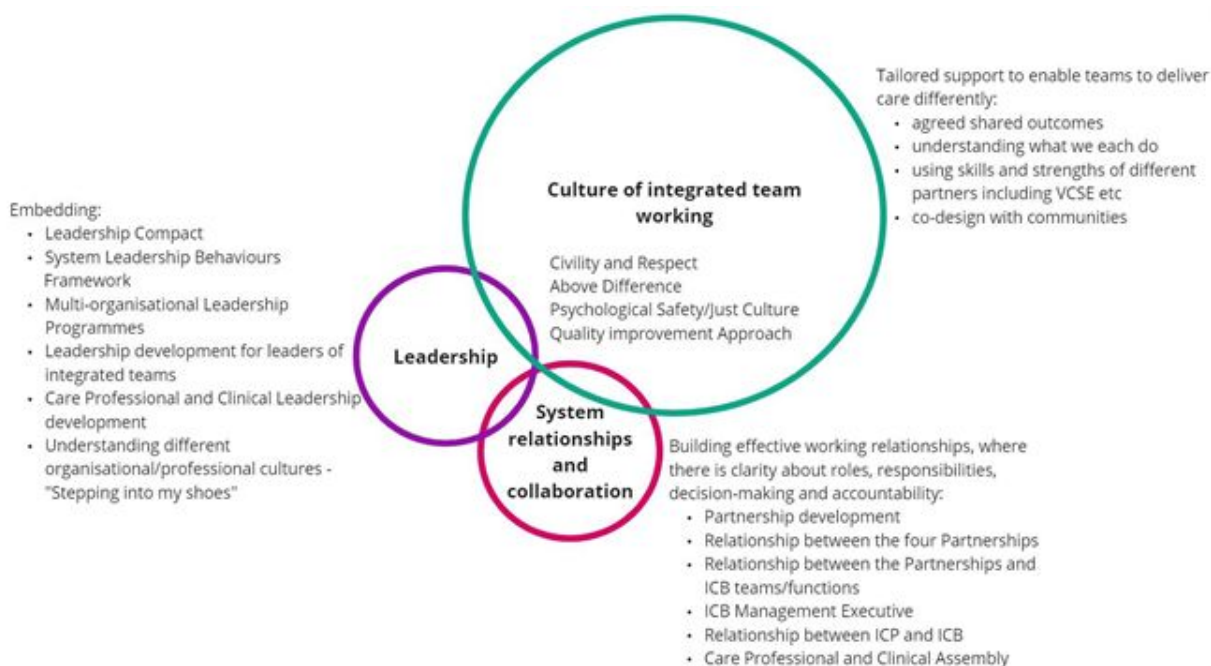 Tailored support to enable teams to deliver
care differently:
• agreed shared outcomes
• understanding what we each do
• using skills and strengths of different
partners including VCSE etc
• co-design with communities
Culture of integrated team
working
Civility and Respect
Above Difference
Psychological Safety/Just Culture
Quality improvement Approach
Embedding:
• Leadership Compact
• System Leadership Behaviours
Framework
• Multi-organisational Leadership
Programmes
• Leadership development for leaders of
integrated teams
• Care Professional and Clinical Leadership
development
• Understanding different
organisational/professional cultures -
"Stepping into my shoes"
Leadership
System
relationships
and
collaboration
Building effective working relationships, where
there is clarity about roles, responsibilities,
decision-making and accountability:
• Partnership development
• Relationship between the four Partnerships
• Relationship between the Partnerships and
ICB teams/functions
• ICB Management Executive
• Relationship between ICP and ICB
• Care Professional and Clinical Assembly